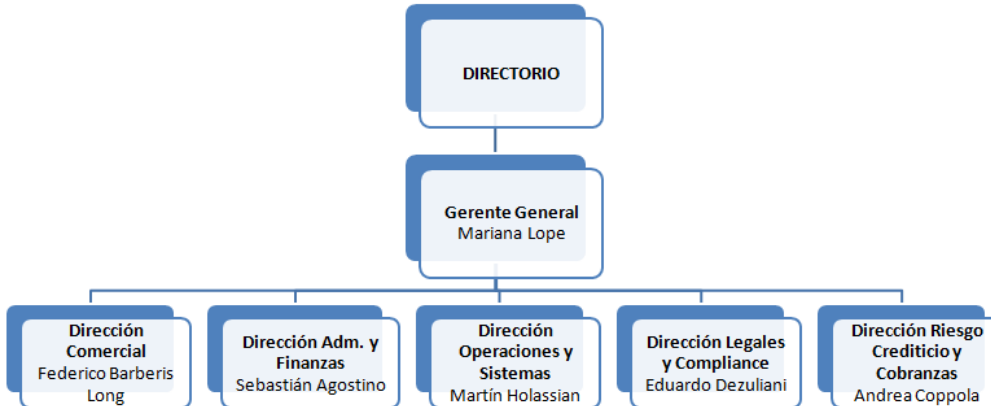 DIRECTORIO
Gerente General
Mariana Lope
Dirección
Comercial
Federico Barberis
Long
Dirección Adm. y
Finanzas
Sebastián Agostino
Dirección
Operaciones y
Sistemas
Martín Holassian
Dirección Legales
y Compliance
Eduardo Dezuliani
Dirección Riesgo
Crediticio y
Cobranzas
Andrea Coppola